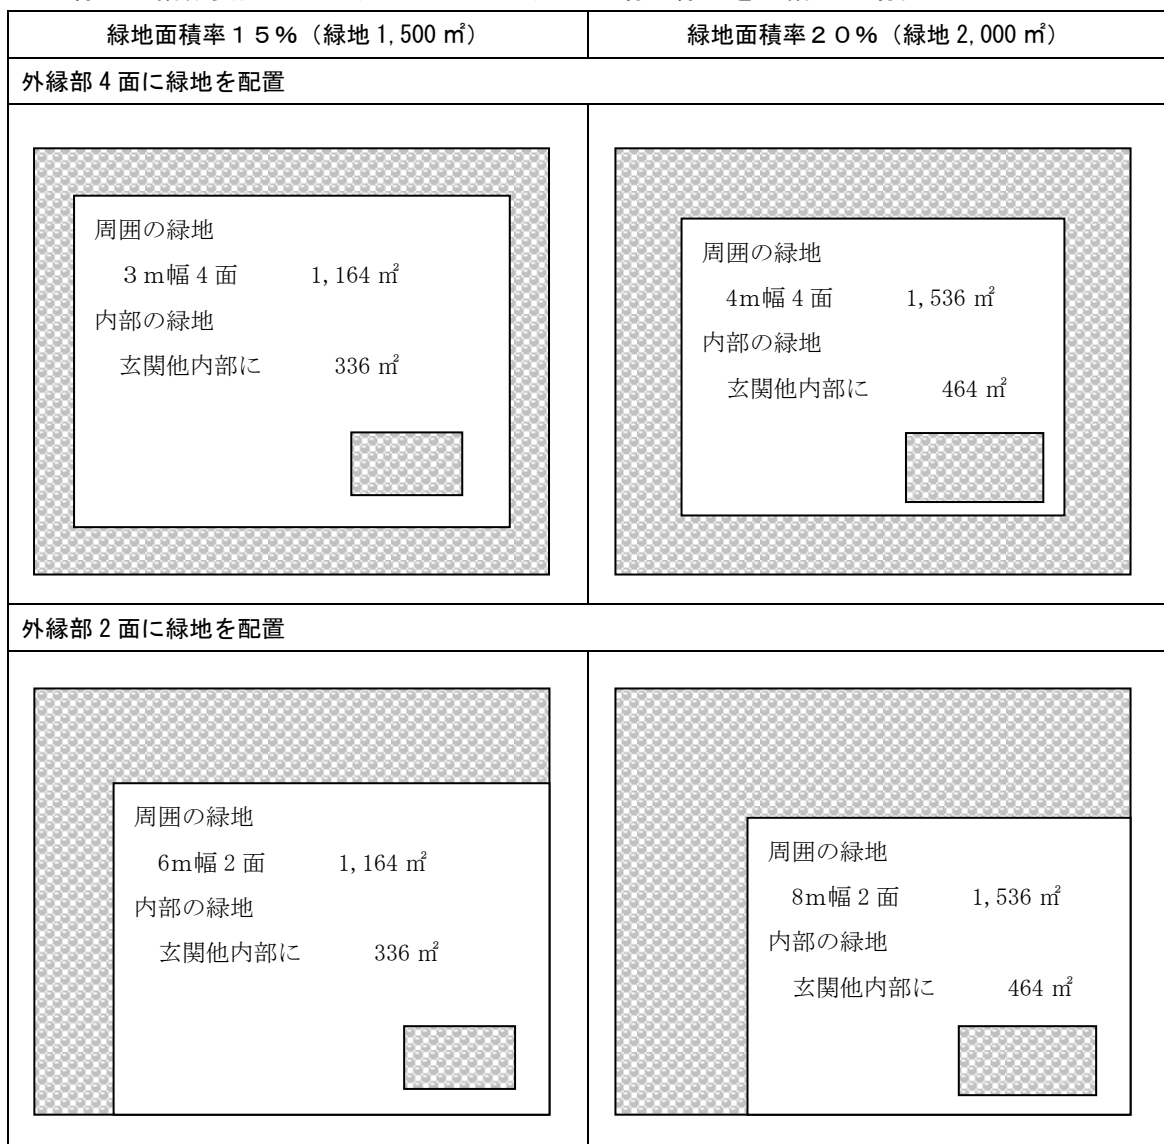 緑地面積率１５％（緑地 1,500 ㎡）
緑地面積率２０％（緑地 2,000 ㎡）
外縁部 4 面に緑地を配置
周囲の緑地
３ｍ幅 4 面 1,164 ㎡
内部の緑地
玄関他内部に 336 ㎡
周囲の緑地
4ｍ幅 4 面 1,536 ㎡
内部の緑地
玄関他内部に 464 ㎡
外縁部 2 面に緑地を配置
周囲の緑地
6ｍ幅 2 面 1,164 ㎡
内部の緑地
玄関他内部に 336 ㎡
周囲の緑地
8ｍ幅 2 面 1,536 ㎡
内部の緑地
玄関他内部に 464 ㎡